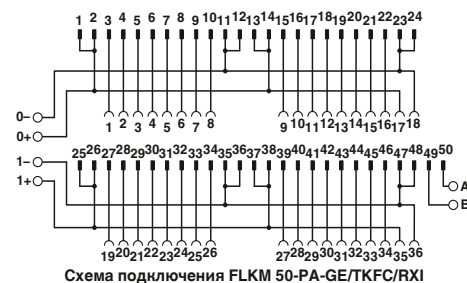 1 2 3 4 5 6 7 8 9 10 11 12 13 14 15 16 17 18 19 20 21 22 23 24
0–
0+
1 2 3 4 5 6 7 8 9 10 11 12 13 14 15 16 17 18
1–
1+
25 26 27 28 29 30 31 32 33 34 35 36 37 38 39 40 41 42 43 44 45 46 47 48 49 50
A
B
19 20 21 22 23 24 25 26 27 28 29 30 31 32 33 34 35 36
Схема подключения FLKM 50-PA-GE/TKFC/RXI